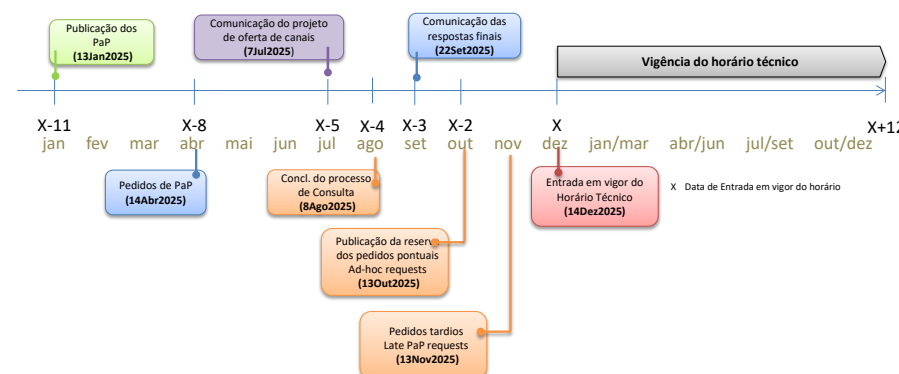 Publicação dos
PaP
(13Jan2025)
Comunicação do projeto
de oferta de canais
(7Jul2025)
Comunicação das
respostas finais
(22Set2025)
Vigência do horário técnico
X-11
X-8
X-5
X-4
X-3
X-2
X
X+12
jan
fev
mar
abr
mai
jun
jul
ago
set
out
nov
dez
jan/mar
abr/jun
jul/set
out/dez
Pedidos de PaP
(14Abr2025)
Concl. do processo
de Consulta
(8Ago2025)
Entrada em vigor do
Horário Técnico
(14Dez2025)
X Data de Entrada em vigor do horário
Publicação da reserv
dos pedidos pontuais
Ad-hoc requests
(13Out2025)
Pedidos tardios
Late PaP requests
(13Nov2025)